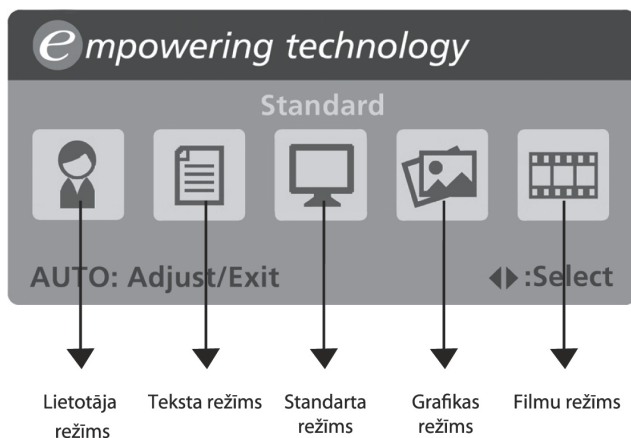 empowering technology
Standard
AUTO: Adjust/Exit ◀▶:Select
Lietotāja režīms
Teksta režīms
Standarta režīms
Grafikas režīms
Filmu režīms